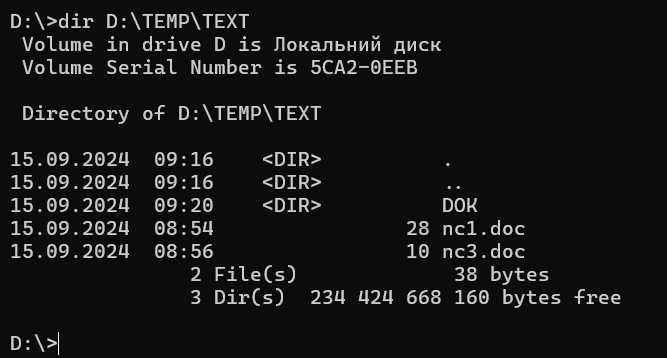 D:\>dir D:\TEMP\TEXT
Volume in drive D is Локальний диск
Volume Serial Number is 5CA2-0EEB
Directory of D:\TEMP\TEXT
15.09.2024  09:16    <DIR>          .
15.09.2024  09:16    <DIR>          ..
15.09.2024  09:20    <DIR>          DOK
15.09.2024  08:54                28 nc1.doc
15.09.2024  08:56                10 nc3.doc
2 File(s)             38 bytes
3 Dir(s)  234 424 668 160 bytes free
D:\>